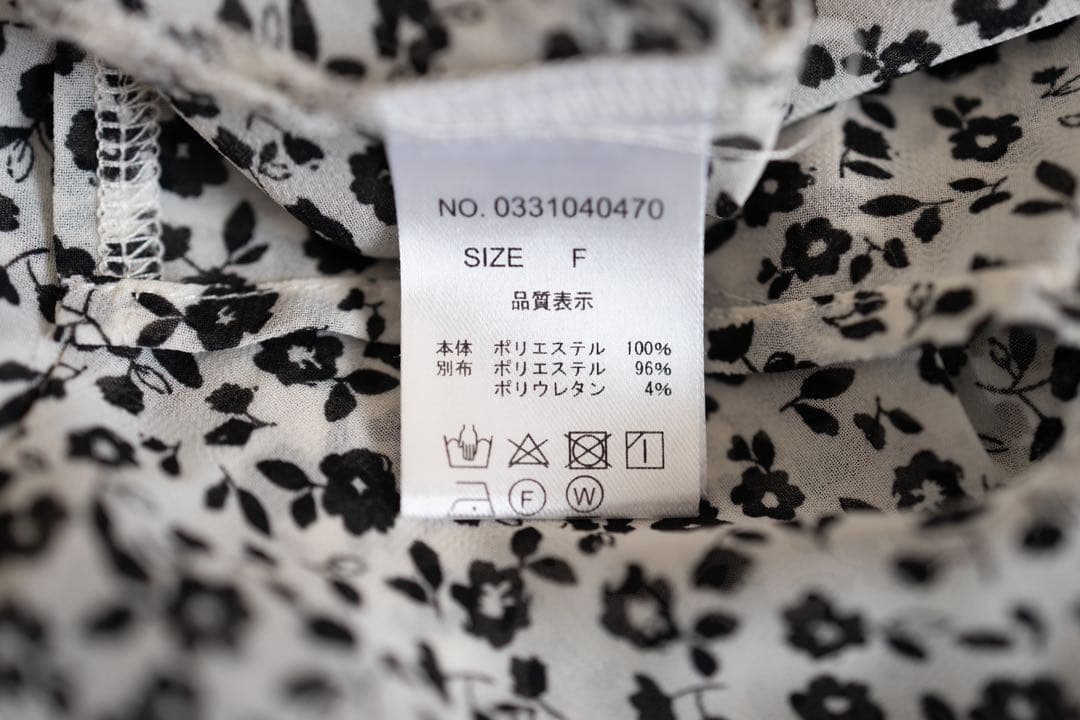 NO. 0331040470
SIZE F
品質表示
本体 ポリエステル 100%
別布 ポリエステル 96%
ポリウレタン 4%
F W